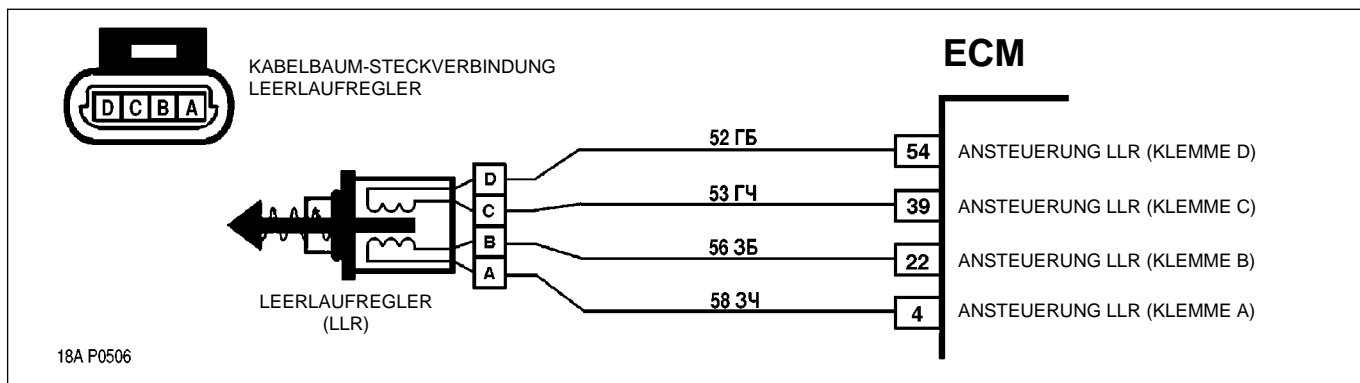 ECM
KABELBAUM-STECKVERBINDUNG
LEERLAUFREGLER
D C B A
52 ГБ
54
ANSTEUERUNG LLR (KLEMME D)
D
53 ГЧ
39
ANSTEUERUNG LLR (KLEMME C)
C
56 ЗБ
22
ANSTEUERUNG LLR (KLEMME B)
B
58 ЗЧ
4
ANSTEUERUNG LLR (KLEMME A)
A
LEERLAUFREGLER
(LLR)
18A P0506